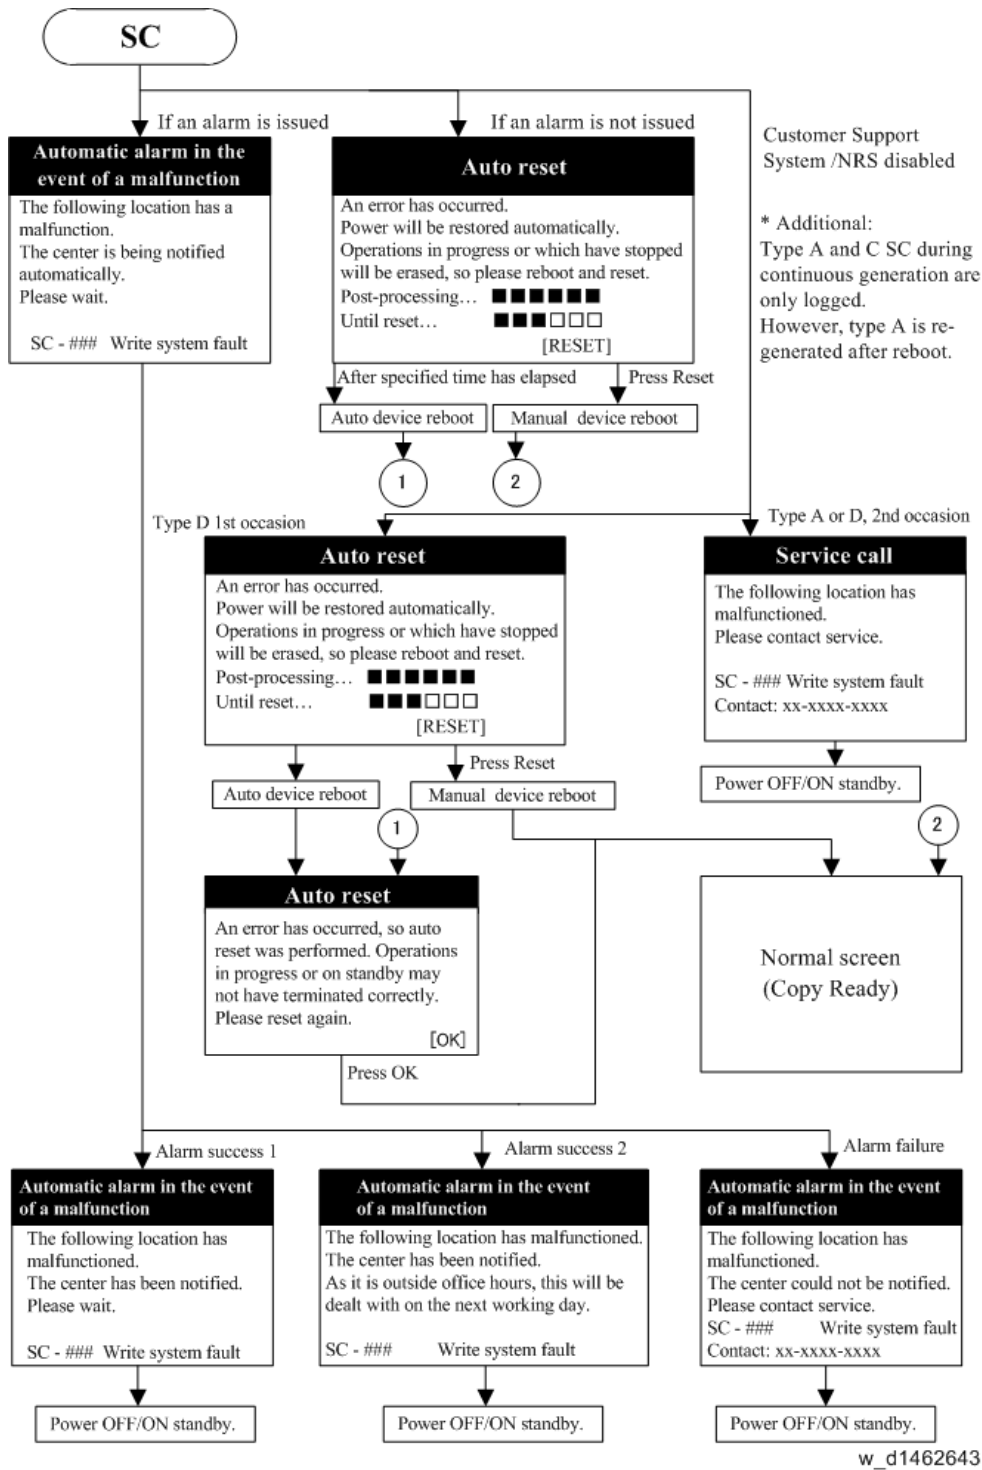 SC
If an alarm is issued
If an alarm is not issued
Customer Support
System /NRS disabled
* Additional:
Type A and C SC during
continuous generation are
only logged.
However, type A is re-
generated after reboot.
Automatic alarm in the
event of a malfunction
The following location has a
malfunction.
The center is being notified
automatically.
Please wait.
SC - ### Write system fault
Auto reset
An error has occurred.
Power will be restored automatically.
Operations in progress or which have stopped
will be erased, so please reboot and reset.
Post-processing... ■■■■■■
Until reset... ■■■□□□
[RESET]
After specified time has elapsed
Press Reset
Auto device reboot
Manual device reboot
1
2
Type D 1st occasion
Type A or D, 2nd occasion
Auto reset
An error has occurred.
Power will be restored automatically.
Operations in progress or which have stopped
will be erased, so please reboot and reset.
Post-processing... ■■■■■■
Until reset... ■■■□□□
[RESET]
Service call
The following location has
malfunctioned.
Please contact service.
SC - ### Write system fault
Contact: xx-xxxx-xxxx
Press Reset
Auto device reboot
Manual device reboot
Power OFF/ON standby.
1
2
Auto reset
An error has occurred, so auto
reset was performed. Operations
in progress or on standby may
not have terminated correctly.
Please reset again.
[OK]
Press OK
Normal screen
(Copy Ready)
Alarm success 1
Alarm success 2
Alarm failure
Automatic alarm in the event
of a malfunction
The following location has
malfunctioned.
The center has been notified.
Please wait.
SC - ### Write system fault
Automatic alarm in the event
of a malfunction
The following location has malfunctioned.
The center has been notified.
As it is outside office hours, this will be
dealt with on the next working day.
SC - ### Write system fault
Automatic alarm in the event
of a malfunction
The following location has
malfunctioned.
The center could not be notified.
Please contact service.
SC - ### Write system fault
Contact: xx-xxxx-xxxx
Power OFF/ON standby.
Power OFF/ON standby.
Power OFF/ON standby.
w_d1462643